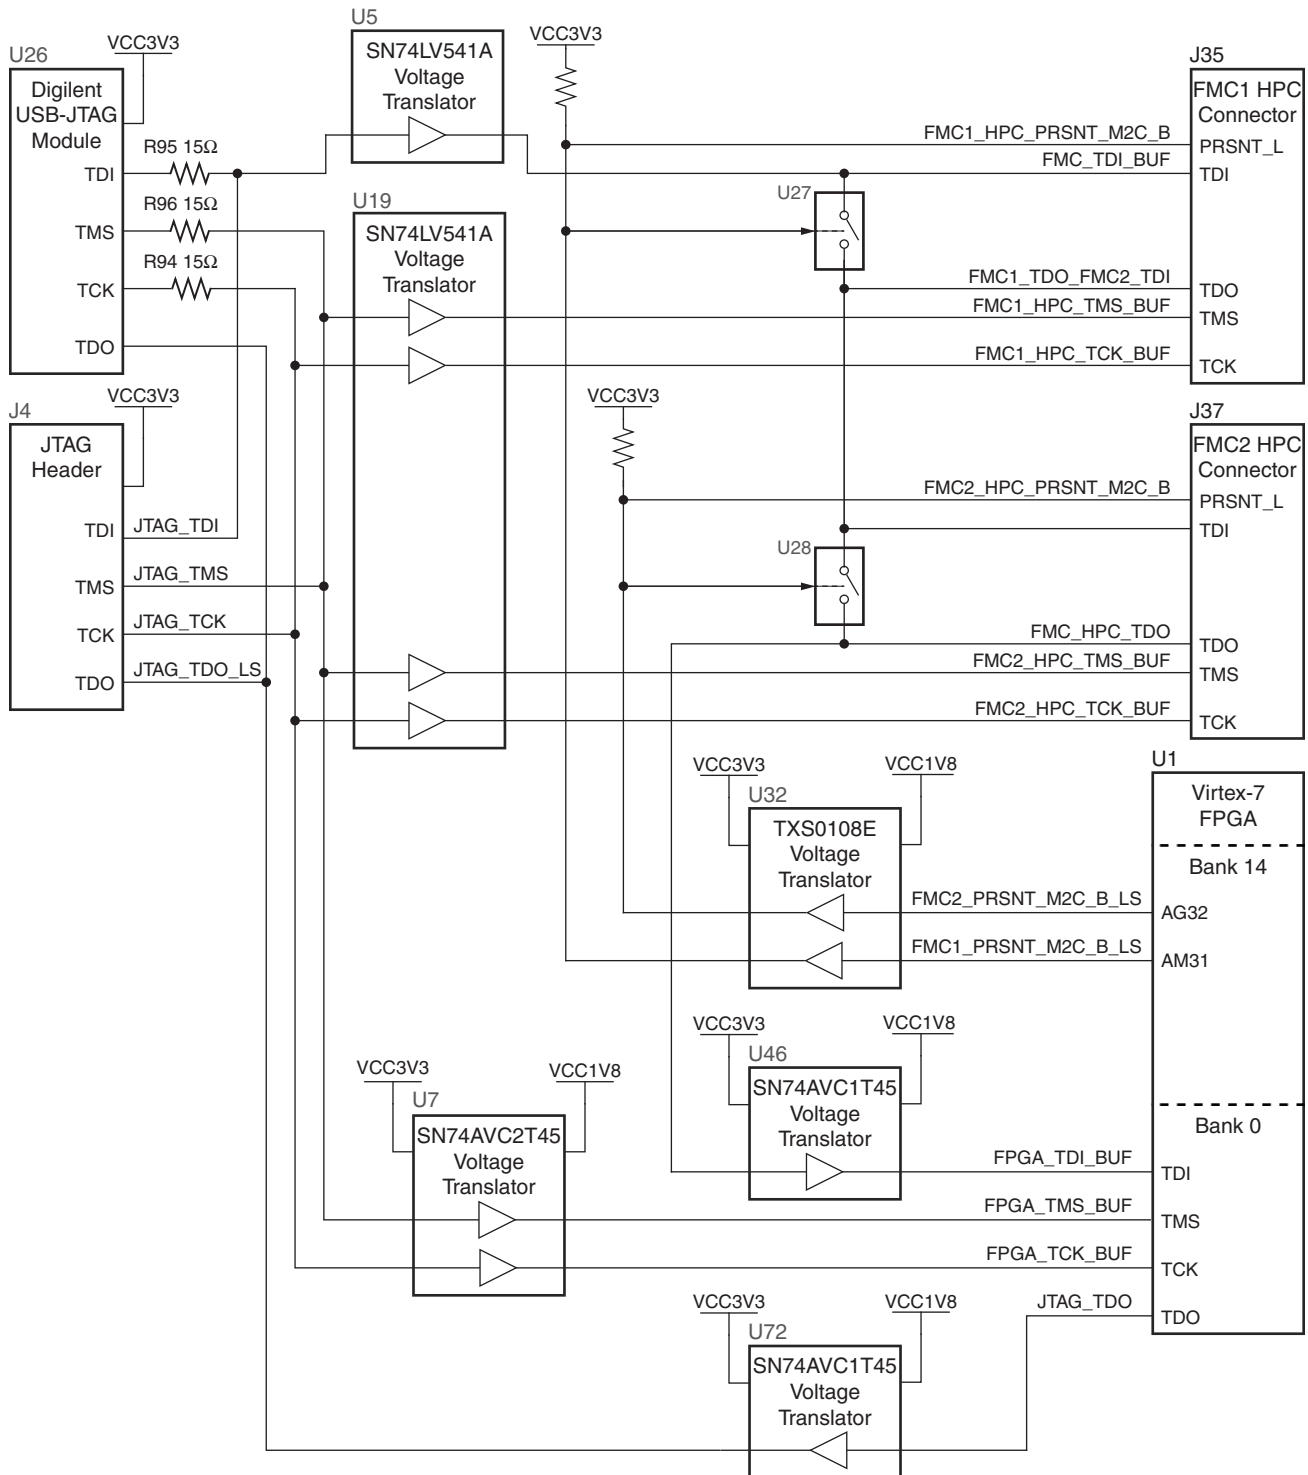 U5
VCC3V3
SN74LV541A
Voltage
Translator
U26
VCC3V3
Digilent
USB-JTAG
Module
TDI
TMS
TCK
TDO
R95 15Ω
R96 15Ω
R94 15Ω
U19
SN74LV541A
Voltage
Translator
J35
FMC1 HPC
Connector
FMC1_HPC_PRSNT_M2C_B
PRSNT_L
FMC_TDI_BUF
TDI
U27
FMC1_TDO_FMC2_TDI
TDO
FMC1_HPC_TMS_BUF
TMS
FMC1_HPC_TCK_BUF
TCK
J4
VCC3V3
JTAG
Header
TDI
JTAG_TDI
TMS
JTAG_TMS
TCK
JTAG_TCK
TDO
JTAG_TDO_LS
VCC3V3
J37
FMC2 HPC
Connector
FMC2_HPC_PRSNT_M2C_B
PRSNT_L
TDI
U28
FMC_HPC_TDO
TDO
FMC2_HPC_TMS_BUF
TMS
FMC2_HPC_TCK_BUF
TCK
VCC3V3
VCC1V8
U32
TXS0108E
Voltage
Translator
U1
Virtex-7
FPGA
Bank 14
FMC2_PRSNT_M2C_B_LS
AG32
FMC1_PRSNT_M2C_B_LS
AM31
VCC3V3
VCC1V8
U46
SN74AVC1T45
Voltage
Translator
VCC3V3
VCC1V8
U7
SN74AVC2T45
Voltage
Translator
Bank 0
FPGA_TDI_BUF
TDI
FPGA_TMS_BUF
TMS
FPGA_TCK_BUF
TCK
JTAG_TDO
TDO
VCC3V3
VCC1V8
U72
SN74AVC1T45
Voltage
Translator